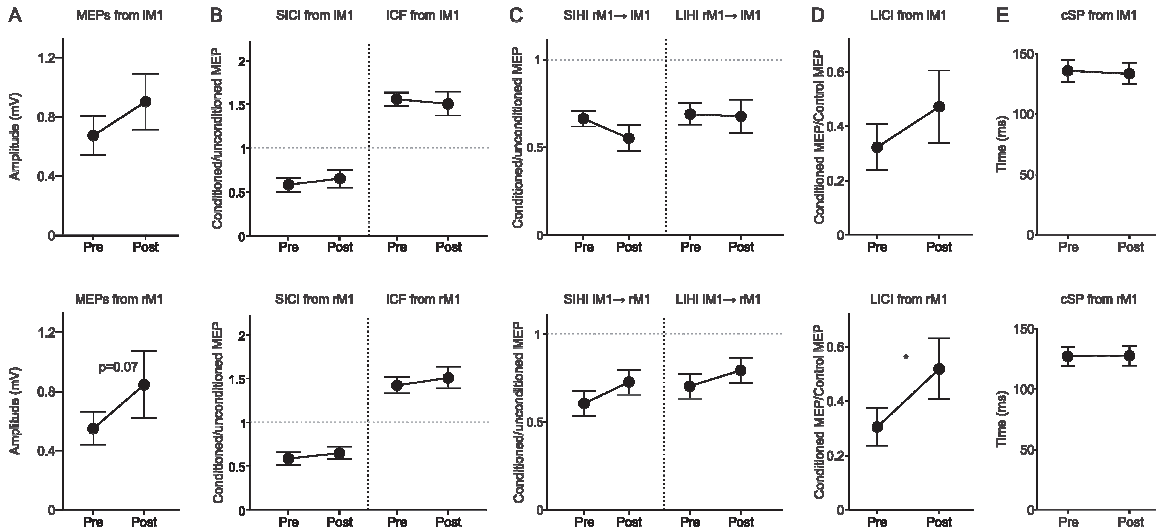 A
MEPs from lM1
Amplitude (mV)
1.2
0.8
0.4
0
Pre Post
B
SICI from lM1 ICF from lM1
Conditioned/unconditioned MEP
2
1.5
1
0.5
0
Pre Post Pre Post
C
SIHI rM1→ lM1 LIHI rM1→ lM1
Conditioned/unconditioned MEP
1
0.5
0
Pre Post Pre Post
D
LICI from lM1
Conditioned MEP/Control MEP
0.6
0.4
0.2
0
Pre Post
E
cSP from lM1
Time (ms)
150
100
50
0
Pre Post
MEPs from rM1
Amplitude (mV)
1.2
0.8
0.4
0
p=0.07
Pre Post
SICI from rM1 ICF from rM1
Conditioned/unconditioned MEP
2
1.5
1
0.5
0
Pre Post Pre Post
SIHI lM1→ rM1 LIHI lM1→ rM1
Conditioned/unconditioned MEP
1
0.5
0
Pre Post Pre Post
LICI from rM1
Conditioned MEP/Control MEP
0.6
0.4
0.2
0
*
Pre Post
cSP from rM1
Time (ms)
150
100
50
0
Pre Post